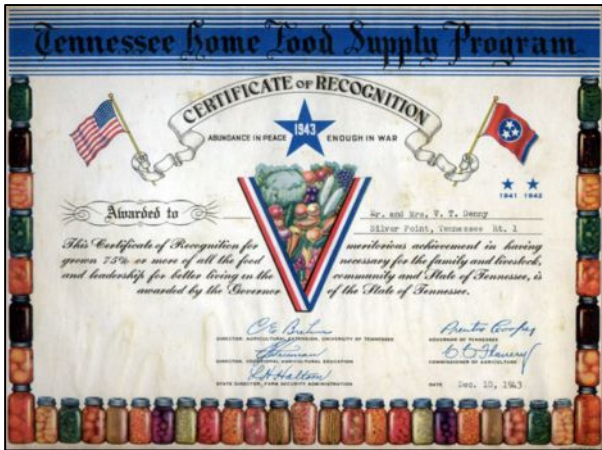 Tennessee Home Food Supply Program
CERTIFICATE OF RECOGNITION
ABUNDANCE IN PEACE 1943 ENOUGH IN WAR
1941 1942
Awarded to Mr. and Mrs. V. T. Denny
Silver Point, Tennessee Rt. 1
This Certificate of Recognition for meritorious achievement in having
grown 75% or more of all the food necessary for the family and livestock,
and leadership for better living in the community and State of Tennessee, is
awarded by the Governor of the State of Tennessee.
C E Brehm Prentice Cooper
DIRECTOR AGRICULTURAL EXTENSION, UNIVERSITY OF TENNESSEE GOVERNOR OF TENNESSEE
DIRECTOR, VOCATIONAL AGRICULTURAL EDUCATION COMMISSIONER OF AGRICULTURE
STATE DIRECTOR, FARM SECURITY ADMINISTRATION DATE Dec. 10, 1943